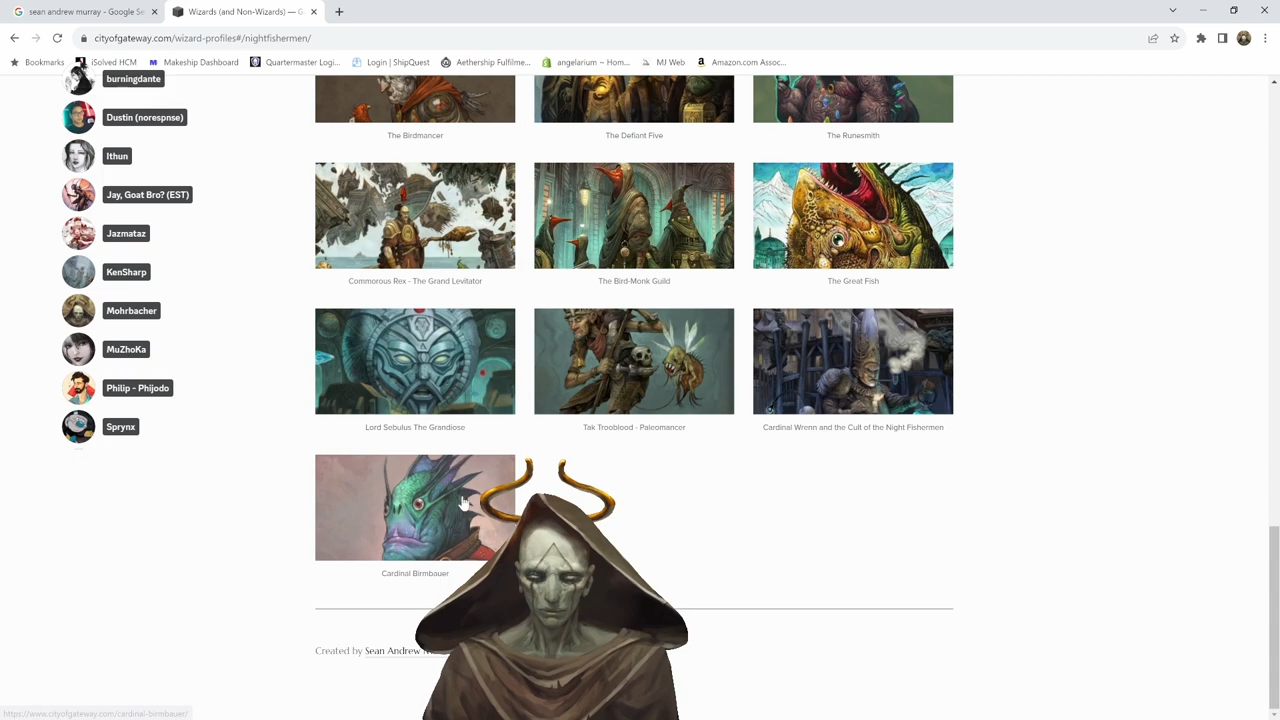 sean andrew murray - Google Se
Wizards (and Non-Wizards) — G
cityofgateway.com/wizard-profiles#/nightfishermen/
Bookmarks
iSolved HCM
Makeship Dashboard
Quartermaster Logi...
Login | ShipQuest
Aethership Fulfilme...
angelarium ~ Hom...
MJ Web
Amazon.com Assoc...
burningdante
Dustin (norespnse)
Ithun
Jay, Goat Bro? (EST)
Jazmataz
KenSharp
Mohrbacher
MuZhoKa
Philip - Phijodo
Sprynx
The Birdmancer
The Defiant Five
The Runesmith
Commorous Rex - The Grand Levitator
The Bird-Monk Guild
The Great Fish
Lord Sebulus The Grandiose
Tak Trooblood - Paleomancer
Cardinal Wrenn and the Cult of the Night Fishermen
Cardinal Birmbauer
Created by Sean Andrew
https://www.cityofgateway.com/cardinal-birmbauer/